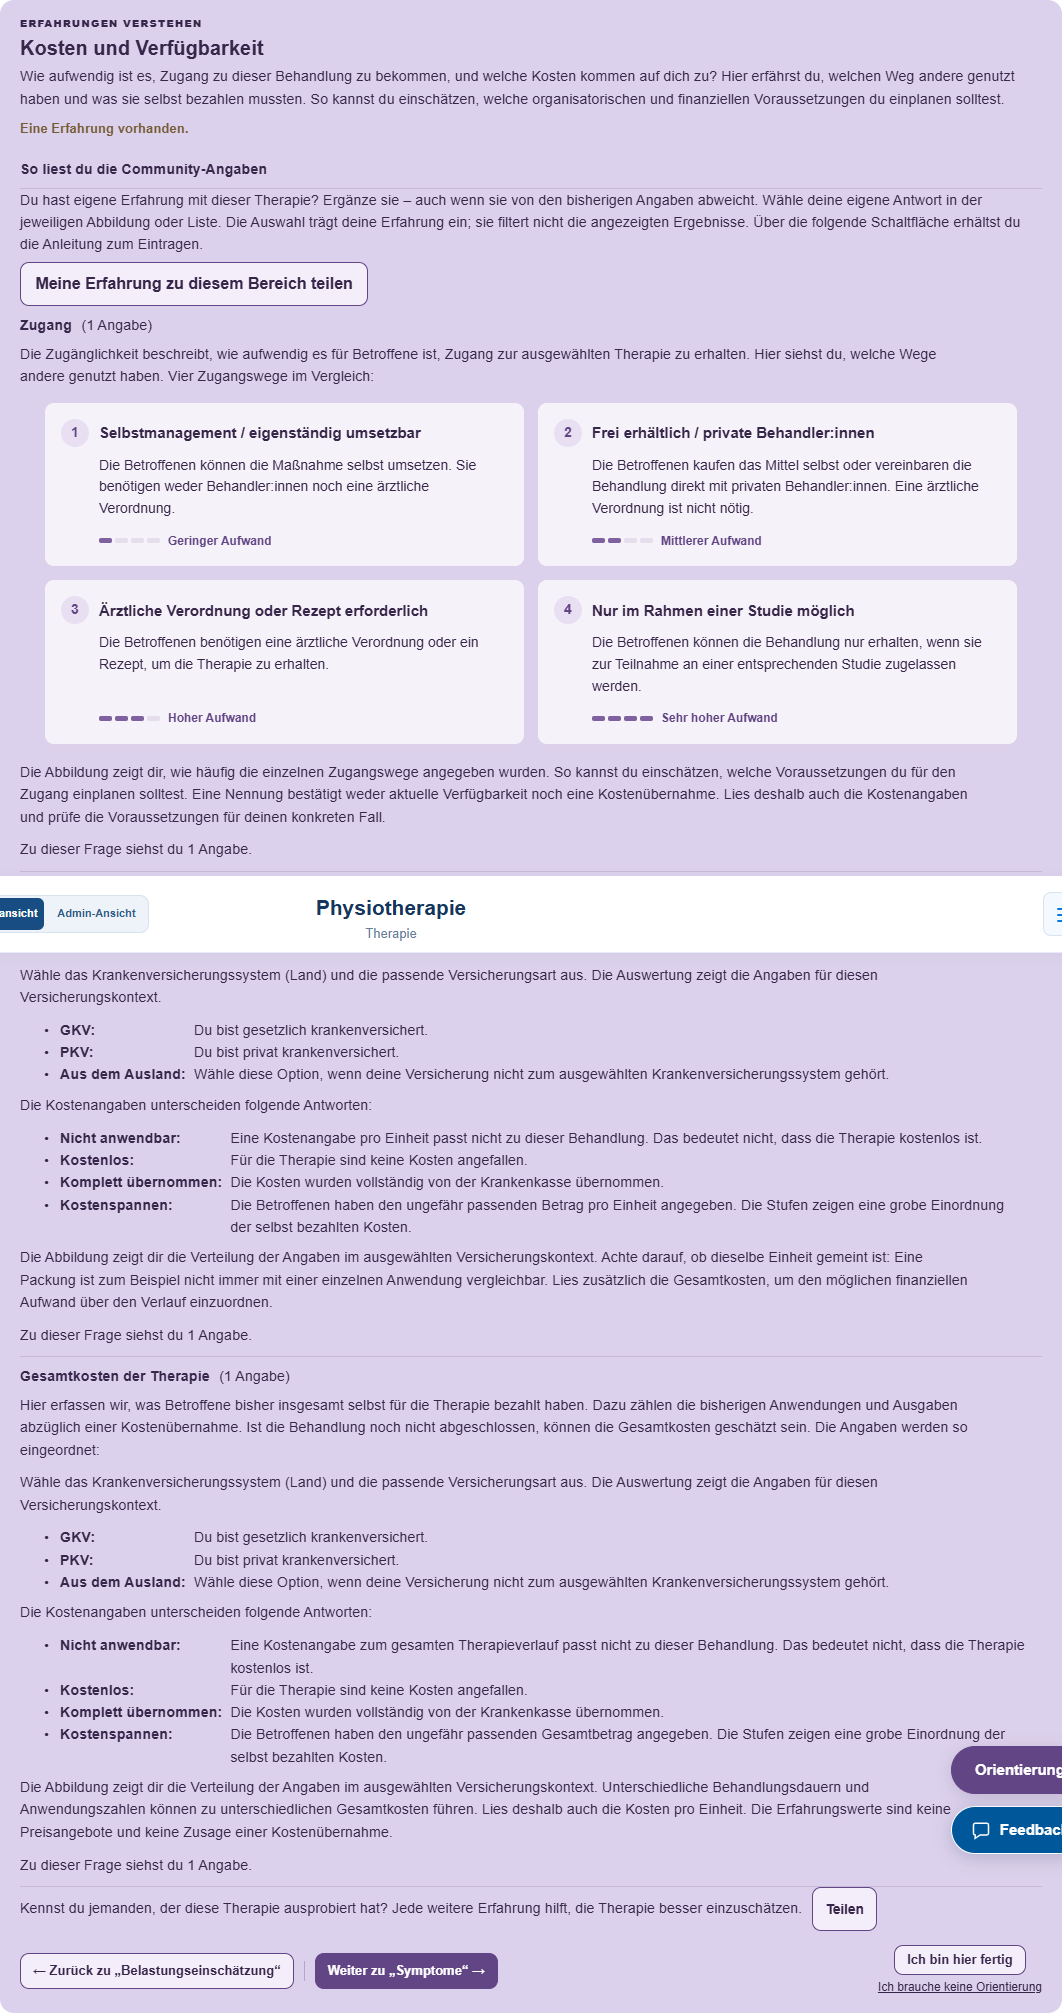 ERFAHRUNGEN VERSTEHEN
Kosten und Verfügbarkeit
Wie aufwendig ist es, Zugang zu dieser Behandlung zu bekommen, und welche Kosten kommen auf dich zu? Hier erfährst du, welchen Weg andere genutzt
haben und was sie selbst bezahlen mussten. So kannst du einschätzen, welche organisatorischen und finanziellen Voraussetzungen du einplanen solltest.
Eine Erfahrung vorhanden.
So liest du die Community-Angaben
Du hast eigene Erfahrung mit dieser Therapie? Ergänze sie – auch wenn sie von den bisherigen Angaben abweicht. Wähle deine eigene Antwort in der
jeweiligen Abbildung oder Liste. Die Auswahl trägt deine Erfahrung ein; sie filtert nicht die angezeigten Ergebnisse. Über die folgende Schaltfläche erhältst du
die Anleitung zum Eintragen.
Meine Erfahrung zu diesem Bereich teilen
Zugang (1 Angabe)
Die Zugänglichkeit beschreibt, wie aufwendig es für Betroffene ist, Zugang zur ausgewählten Therapie zu erhalten. Hier siehst du, welche Wege
andere genutzt haben. Vier Zugangswege im Vergleich:
1 Selbstmanagement / eigenständig umsetzbar
Die Betroffenen können die Maßnahme selbst umsetzen. Sie
benötigen weder Behandler:innen noch eine ärztliche
Verordnung.
Geringer Aufwand
2 Frei erhältlich / private Behandler:innen
Die Betroffenen kaufen das Mittel selbst oder vereinbaren die
Behandlung direkt mit privaten Behandler:innen. Eine ärztliche
Verordnung ist nicht nötig.
Mittlerer Aufwand
3 Ärztliche Verordnung oder Rezept erforderlich
Die Betroffenen benötigen eine ärztliche Verordnung oder ein
Rezept, um die Therapie zu erhalten.
Hoher Aufwand
4 Nur im Rahmen einer Studie möglich
Die Betroffenen können die Behandlung nur erhalten, wenn sie
zur Teilnahme an einer entsprechenden Studie zugelassen
werden.
Sehr hoher Aufwand
Die Abbildung zeigt dir, wie häufig die einzelnen Zugangswege angegeben wurden. So kannst du einschätzen, welche Voraussetzungen du für den
Zugang einplanen solltest. Eine Nennung bestätigt weder aktuelle Verfügbarkeit noch eine Kostenübernahme. Lies deshalb auch die Kostenangaben
und prüfe die Voraussetzungen für deinen konkreten Fall.
Zu dieser Frage siehst du 1 Angabe.
ansicht Admin-Ansicht
Physiotherapie
Therapie
Wähle das Krankenversicherungssystem (Land) und die passende Versicherungsart aus. Die Auswertung zeigt die Angaben für diesen
Versicherungskontext.
• GKV: Du bist gesetzlich krankenversichert.
• PKV: Du bist privat krankenversichert.
• Aus dem Ausland: Wähle diese Option, wenn deine Versicherung nicht zum ausgewählten Krankenversicherungssystem gehört.
Die Kostenangaben unterscheiden folgende Antworten:
• Nicht anwendbar: Eine Kostenangabe pro Einheit passt nicht zu dieser Behandlung. Das bedeutet nicht, dass die Therapie kostenlos ist.
• Kostenlos: Für die Therapie sind keine Kosten angefallen.
• Komplett übernommen: Die Kosten wurden vollständig von der Krankenkasse übernommen.
• Kostenspannen: Die Betroffenen haben den ungefähr passenden Betrag pro Einheit angegeben. Die Stufen zeigen eine grobe Einordnung
der selbst bezahlten Kosten.
Die Abbildung zeigt dir die Verteilung der Angaben im ausgewählten Versicherungskontext. Achte darauf, ob dieselbe Einheit gemeint ist: Eine
Packung ist zum Beispiel nicht immer mit einer einzelnen Anwendung vergleichbar. Lies zusätzlich die Gesamtkosten, um den möglichen finanziellen
Aufwand über den Verlauf einzuordnen.
Zu dieser Frage siehst du 1 Angabe.
Gesamtkosten der Therapie (1 Angabe)
Hier erfassen wir, was Betroffene bisher insgesamt selbst für die Therapie bezahlt haben. Dazu zählen die bisherigen Anwendungen und Ausgaben
abzüglich einer Kostenübernahme. Ist die Behandlung noch nicht abgeschlossen, können die Gesamtkosten geschätzt sein. Die Angaben werden so
eingeordnet:
Wähle das Krankenversicherungssystem (Land) und die passende Versicherungsart aus. Die Auswertung zeigt die Angaben für diesen
Versicherungskontext.
• GKV: Du bist gesetzlich krankenversichert.
• PKV: Du bist privat krankenversichert.
• Aus dem Ausland: Wähle diese Option, wenn deine Versicherung nicht zum ausgewählten Krankenversicherungssystem gehört.
Die Kostenangaben unterscheiden folgende Antworten:
• Nicht anwendbar: Eine Kostenangabe zum gesamten Therapieverlauf passt nicht zu dieser Behandlung. Das bedeutet nicht, dass die Therapie
kostenlos ist.
• Kostenlos: Für die Therapie sind keine Kosten angefallen.
• Komplett übernommen: Die Kosten wurden vollständig von der Krankenkasse übernommen.
• Kostenspannen: Die Betroffenen haben den ungefähr passenden Gesamtbetrag angegeben. Die Stufen zeigen eine grobe Einordnung der
selbst bezahlten Kosten.
Orientierung
Die Abbildung zeigt dir die Verteilung der Angaben im ausgewählten Versicherungskontext. Unterschiedliche Behandlungsdauern und
Anwendungszahlen können zu unterschiedlichen Gesamtkosten führen. Lies deshalb auch die Kosten pro Einheit. Die Erfahrungswerte sind keine
Preisangebote und keine Zusage einer Kostenübernahme.
Feedbac
Zu dieser Frage siehst du 1 Angabe.
Kennst du jemanden, der diese Therapie ausprobiert hat? Jede weitere Erfahrung hilft, die Therapie besser einzuschätzen. Teilen
← Zurück zu „Belastungseinschätzung“ Weiter zu „Symptome“ → Ich bin hier fertig
Ich brauche keine Orientierung